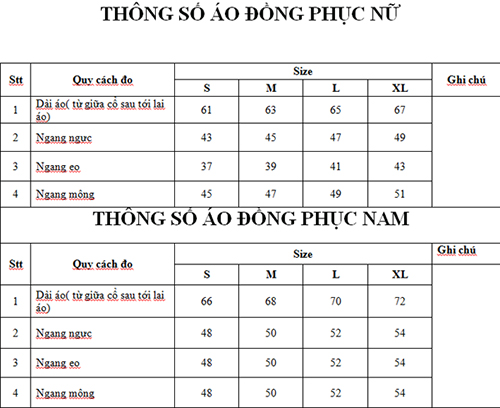 THÔNG SỐ ÁO ĐỒNG PHỤC NỮ
Stt Quy cách đo Size Ghi chú
S M L XL
1 Dài áo( từ giữa cổ sau tới lai áo) 61 63 65 67
2 Ngang ngực 43 45 47 49
3 Ngang eo 37 39 41 43
4 Ngang mông 45 47 49 51
THÔNG SỐ ÁO ĐỒNG PHỤC NAM
Stt Quy cách đo Size Ghi chú
S M L XL
1 Dài áo( từ giữa cổ sau tới lai áo) 66 68 70 72
2 Ngang ngực 48 50 52 54
3 Ngang eo 48 50 52 54
4 Ngang mông 48 50 52 54